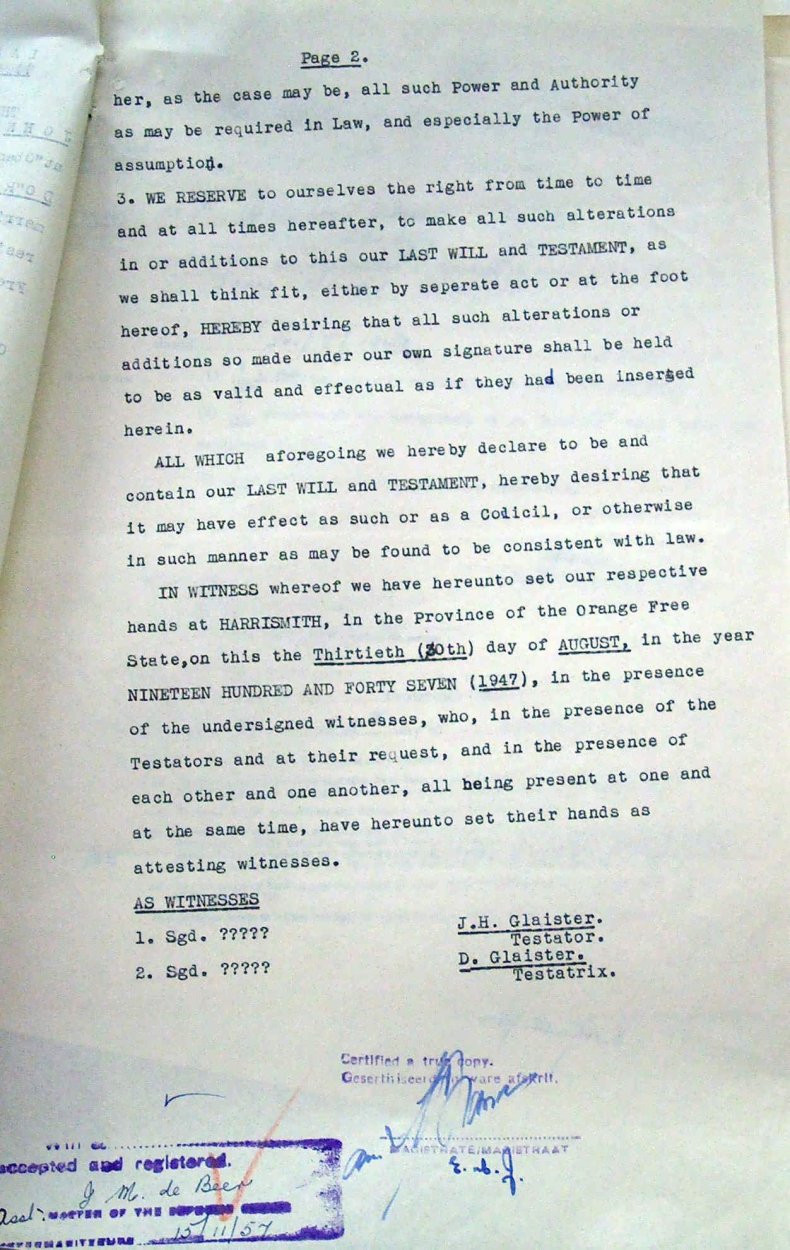 Page 2.
her, as the case may be, all such Power and Authority
as may be required in Law, and especially the Power of
assumption.
3. WE RESERVE to ourselves the right from time to time
and at all times hereafter, to make all such alterations
in or additions to this our LAST WILL and TESTAMENT, as
we shall think fit, either by seperate act or at the foot
hereof, HEREBY desiring that all such alterations or
additions so made under our own signature shall be held
to be as valid and effectual as if they had been inserted
herein.
ALL WHICH aforegoing we hereby declare to be and
contain our LAST WILL and TESTAMENT, hereby desiring that
it may have effect as such or as a Codicil, or otherwise
in such manner as may be found to be consistent with law.
IN WITNESS whereof we have hereunto set our respective
hands at HARRISMITH, in the Province of the Orange Free
State,on this the Thirtieth (30th) day of AUGUST, in the year
NINETEEN HUNDRED AND FORTY SEVEN (1947), in the presence
of the undersigned witnesses, who, in the presence of the
Testators and at their request, and in the presence of
each other and one another, all being present at one and
at the same time, have hereunto set their hands as
attesting witnesses.
AS WITNESSES
1. Sgd. ?????
2. Sgd. ?????
J.H. Glaister.
Testator.
D. Glaister.
Testatrix.
Certified a true copy.
Gesertifiseerde ware afskrif.
MAGISTRATE/MAGISTRAAT
accepted and registered.
J M. de Beer
Asst. MASTER OF THE SUPREME
15/11/57